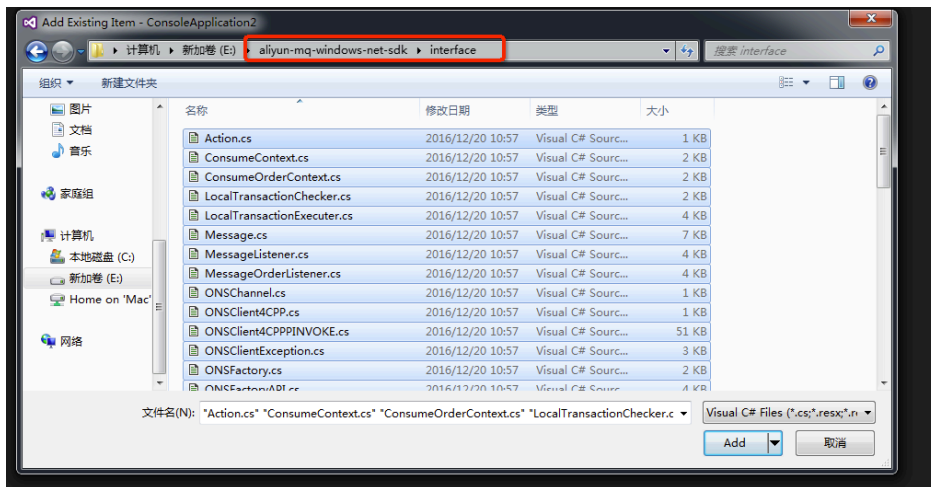 Add Existing Item - ConsoleApplication2
计算机 新加卷 (E:) aliyun-mq-windows-net-sdk interface
搜索 interface
组织 新建文件夹
图片
文档
音乐
家庭组
计算机
本地磁盘 (C:)
新加卷 (E:)
Home on 'Mac'
网络
名称 修改日期 类型 大小
Action.cs 2016/12/20 10:57 Visual C# Sourc... 1 KB
ConsumeContext.cs 2016/12/20 10:57 Visual C# Sourc... 2 KB
ConsumeOrderContext.cs 2016/12/20 10:57 Visual C# Sourc... 2 KB
LocalTransactionChecker.cs 2016/12/20 10:57 Visual C# Sourc... 2 KB
LocalTransactionExecuter.cs 2016/12/20 10:57 Visual C# Sourc... 4 KB
Message.cs 2016/12/20 10:57 Visual C# Sourc... 7 KB
MessageListener.cs 2016/12/20 10:57 Visual C# Sourc... 4 KB
MessageOrderListener.cs 2016/12/20 10:57 Visual C# Sourc... 4 KB
ONSChannel.cs 2016/12/20 10:57 Visual C# Sourc... 1 KB
ONSClient4CPP.cs 2016/12/20 10:57 Visual C# Sourc... 1 KB
ONSClient4CPPPINVOKE.cs 2016/12/20 10:57 Visual C# Sourc... 51 KB
ONSClientException.cs 2016/12/20 10:57 Visual C# Sourc... 3 KB
ONSFactory.cs 2016/12/20 10:57 Visual C# Sourc... 2 KB
ONSFactoryAPI.cs 2016/12/20 10:57 Visual C# Sourc... 4 KB
文件名(N): "Action.cs" "ConsumeContext.cs" "ConsumeOrderContext.cs" "LocalTransactionChecker.c
Visual C# Files (*.cs;*.resx;*.r
Add 取消